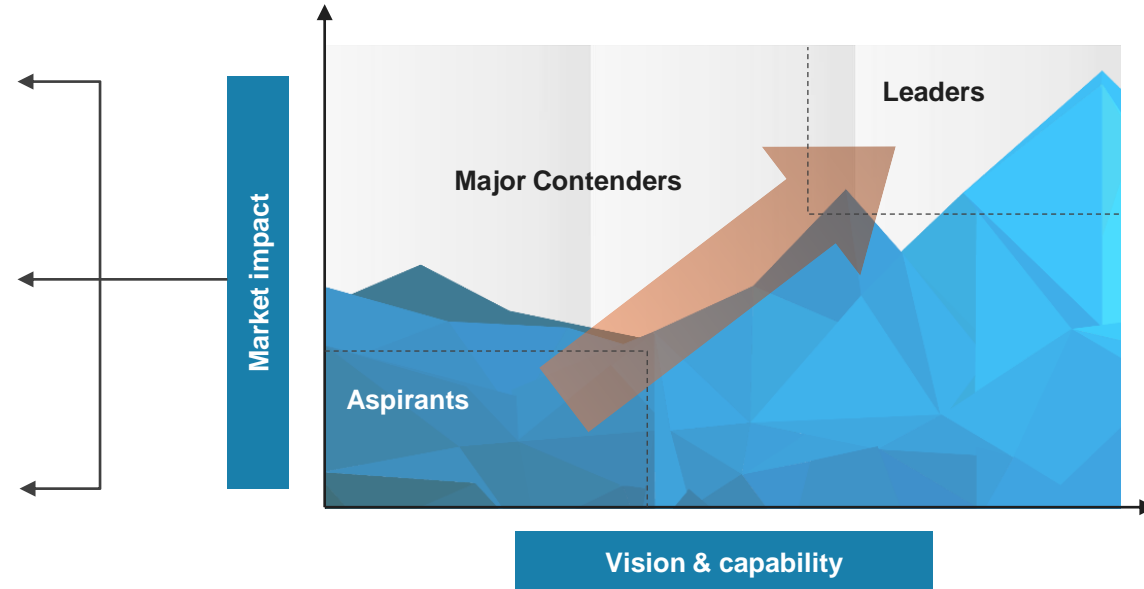 Leaders
Major Contenders
Market impact
Aspirants
Vision & capability